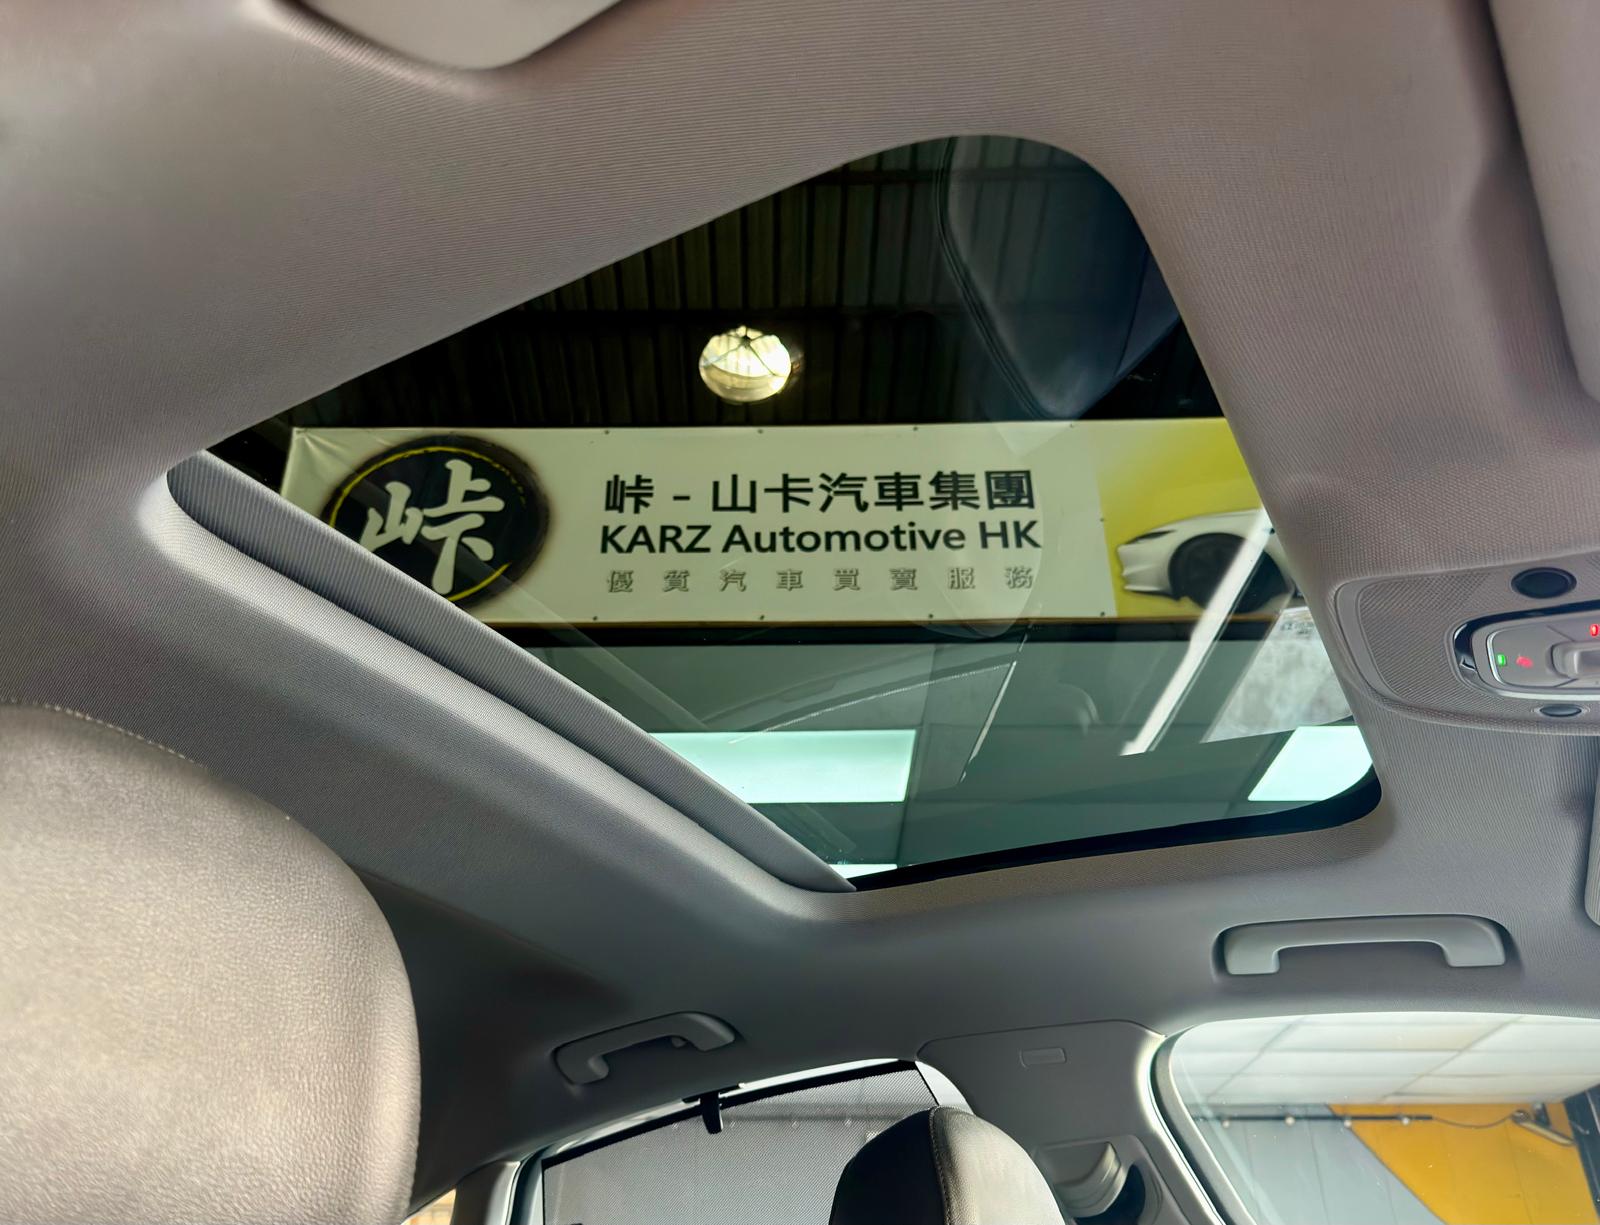 峠
峠 - 山卡汽車集團
KARZ Automotive HK
優質汽車買賣服務